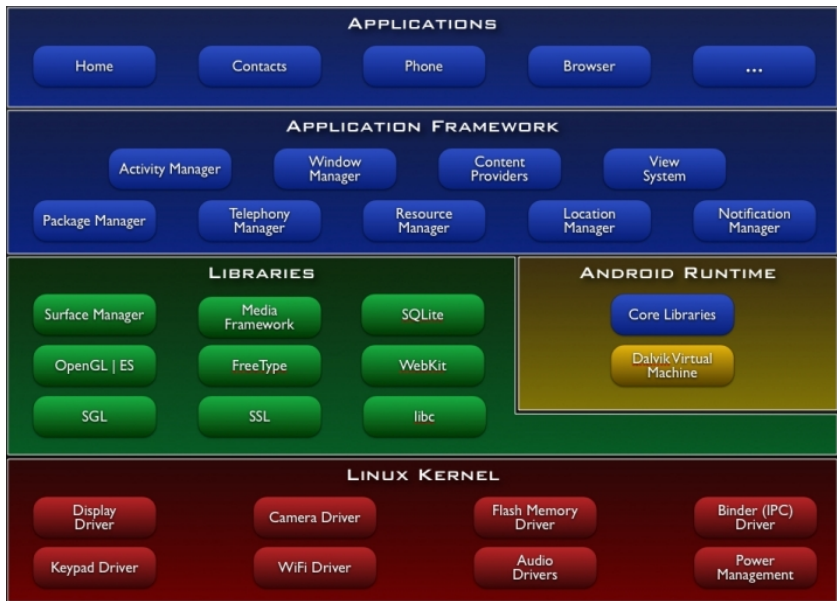 APPLICATIONS
Home
Contacts
Phone
Browser
...
APPLICATION FRAMEWORK
Activity Manager
Window
Manager
Content
Providers
View
System
Package Manager
Telephony
Manager
Resource
Manager
Location
Manager
Notification
Manager
LIBRARIES
Surface Manager
Media
Framework
SQLite
OpenGL | ES
FreeType
WebKit
SGL
SSL
libc
ANDROID RUNTIME
Core Libraries
Dalvik Virtual
Machine
LINUX KERNEL
Display
Driver
Camera Driver
Flash Memory
Driver
Binder (IPC)
Driver
Keypad Driver
WiFi Driver
Audio
Drivers
Power
Management